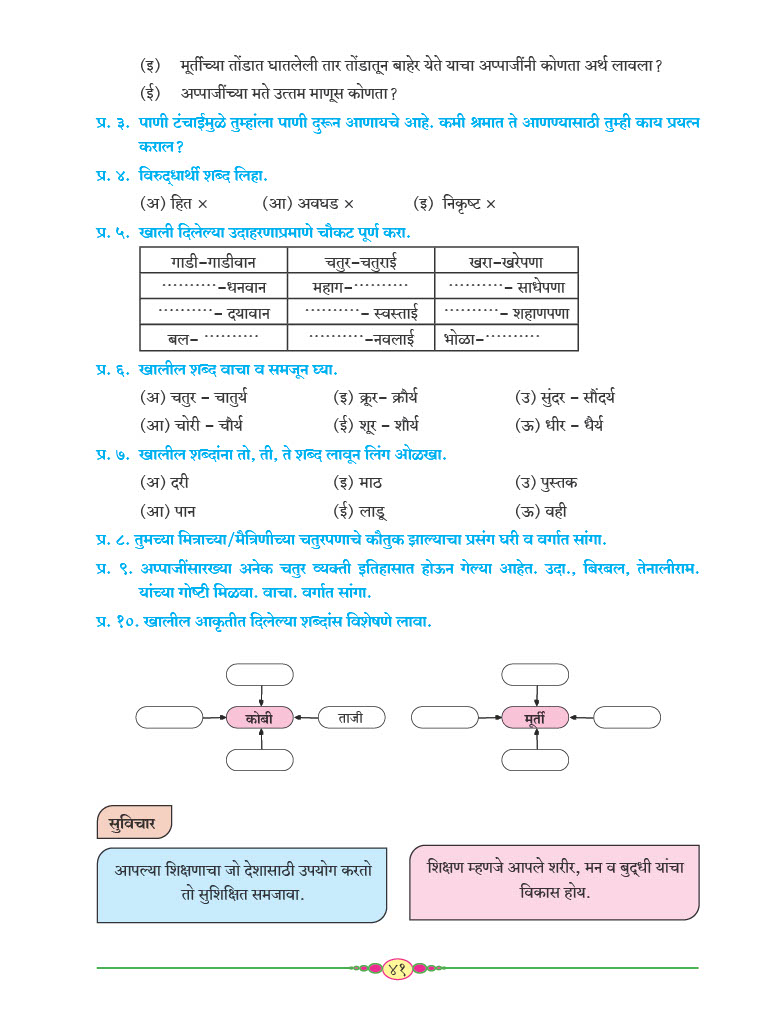 (इ) मूर्तीच्या तोंडात घातलेली तार तोंडातून बाहेर येते याचा अप्पाजींनी कोणता अर्थ लावला?
(ई) अप्पाजींच्या मते उत्तम माणूस कोणता?
प्र. ३. पाणी टंचाईमुळे तुम्हांला पाणी दुरून आणायचे आहे. कमी श्रमात ते आणण्यासाठी तुम्ही काय प्रयत्न
कराल?
प्र. ४. विरुद्धार्थी शब्द लिहा.
(अ) हित × (आ) अवघड × (इ) निकृष्ट ×
प्र. ५. खाली दिलेल्या उदाहरणाप्रमाणे चौकट पूर्ण करा.
गाडी-गाडीवान चतुर-चतुराई खरा-खरेपणा
..........-धनवान महाग-.......... ..........- साधेपणा
..........- दयावान ..........- स्वस्ताई ..........- शहाणपणा
बल- .......... ..........-नवलाई भोळा-..........
प्र. ६. खालील शब्द वाचा व समजून घ्या.
(अ) चतुर - चातुर्य (इ) क्रूर- क्रौर्य (उ) सुंदर - सौंदर्य
(आ) चोरी - चौर्य (ई) शूर - शौर्य (ऊ) धीर - धैर्य
प्र. ७. खालील शब्दांना तो, ती, ते शब्द लावून लिंग ओळखा.
(अ) दरी (इ) माठ (उ) पुस्तक
(आ) पान (ई) लाडू (ऊ) वही
प्र. ८. तुमच्या मित्राच्या/मैत्रिणीच्या चतुरपणाचे कौतुक झाल्याचा प्रसंग घरी व वर्गात सांगा.
प्र. ९. अप्पाजींसारख्या अनेक चतुर व्यक्ती इतिहासात होऊन गेल्या आहेत. उदा., बिरबल, तेनालीराम.
यांच्या गोष्टी मिळवा. वाचा. वर्गात सांगा.
प्र. १०. खालील आकृतीत दिलेल्या शब्दांस विशेषणे लावा.
कोबी ताजी मूर्ती
सुविचार
आपल्या शिक्षणाचा जो देशासाठी उपयोग करतो
तो सुशिक्षित समजावा.
शिक्षण म्हणजे आपले शरीर, मन व बुद्धी यांचा
विकास होय.
४१